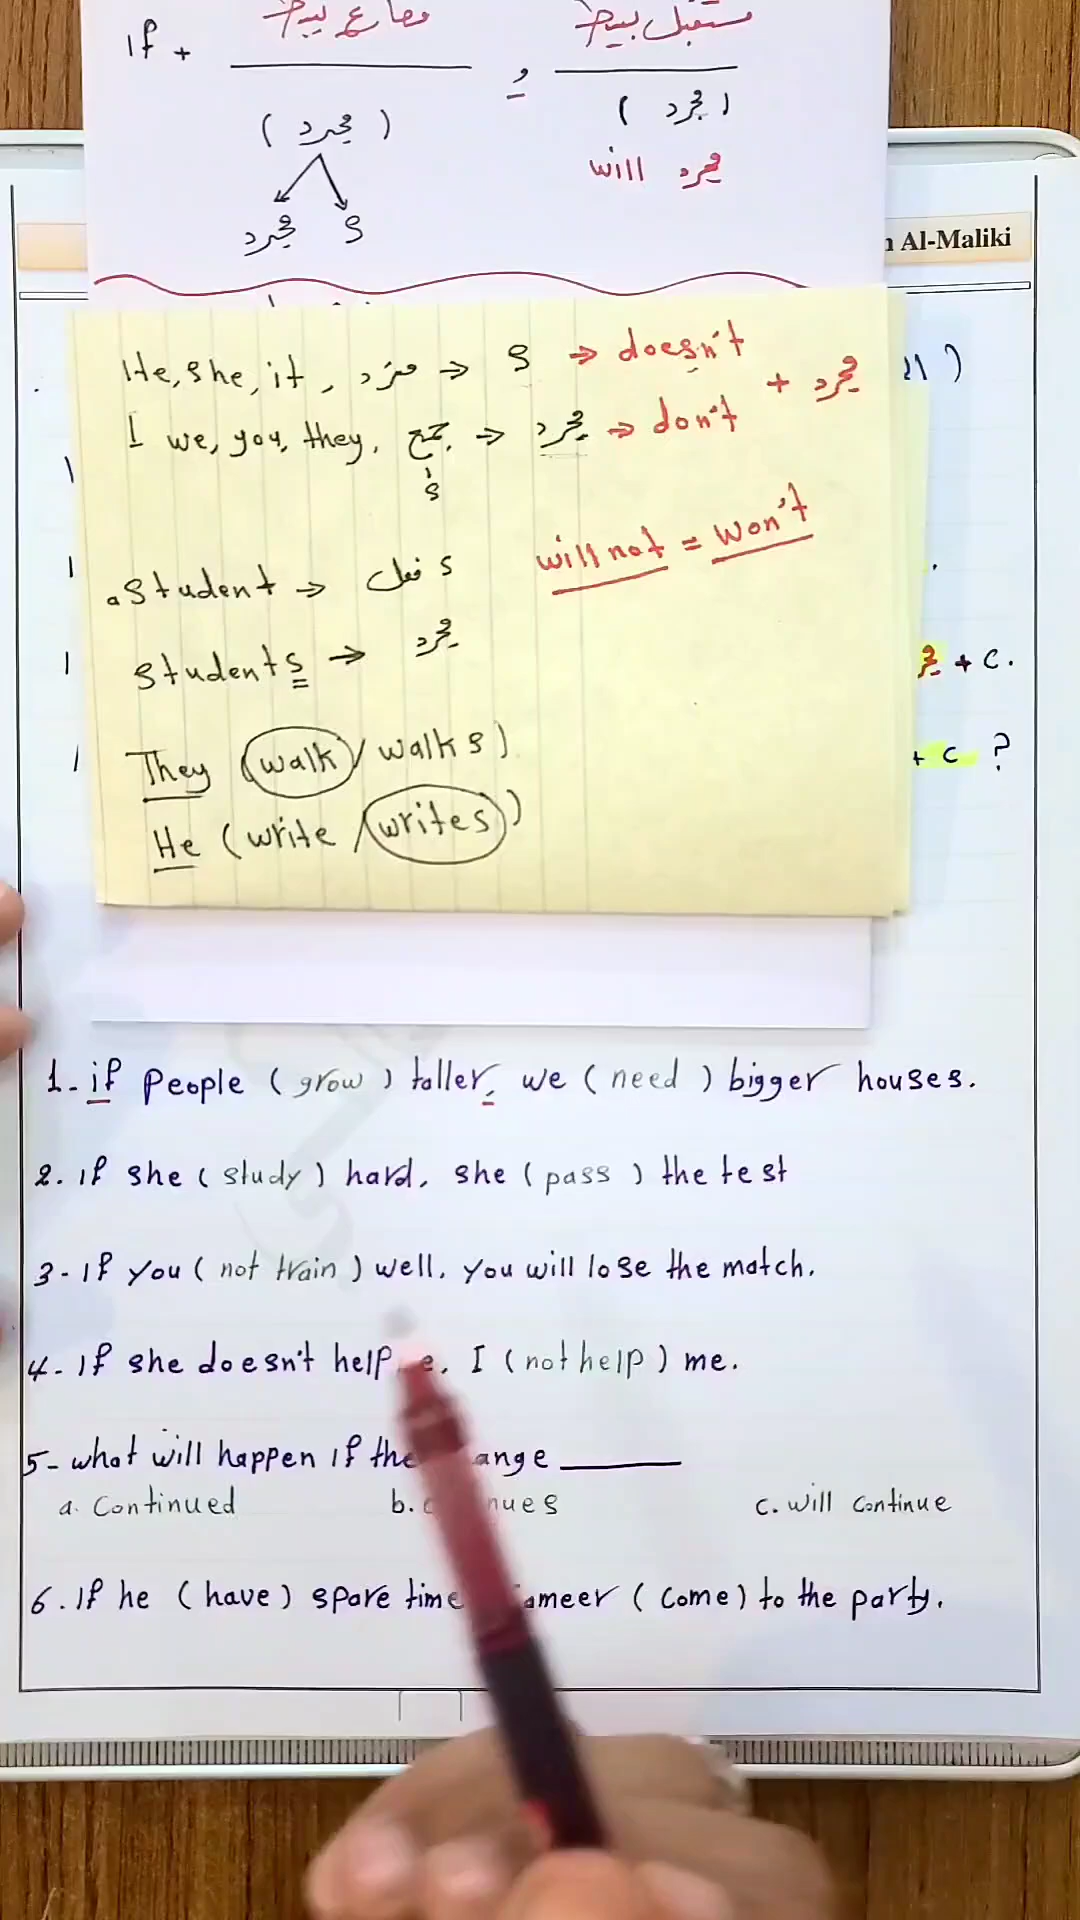 مضارع بسيط مستقبل بسيط
If + ,
( مجرد ) ( مجرد )
will مجرد
مجرد s
Al-Maliki
He, she, it, مفرد → s → doesn't
+ مجرد
I we, you, they, جمع → مجرد → don't
s
will not = won't
a student → فعل s
students → مجرد
+ c.
They (walk / walks)
+ c ?
He (write / writes)
1- if people (grow) taller, we (need) bigger houses.
2. If she (study) hard, she (pass) the test
3- If you (not train) well, you will lose the match.
4- If she doesn't help , I (not help) me.
5- what will happen if
a. Continued b. c. will continue
6. If he (have) spare time (come) to the party.